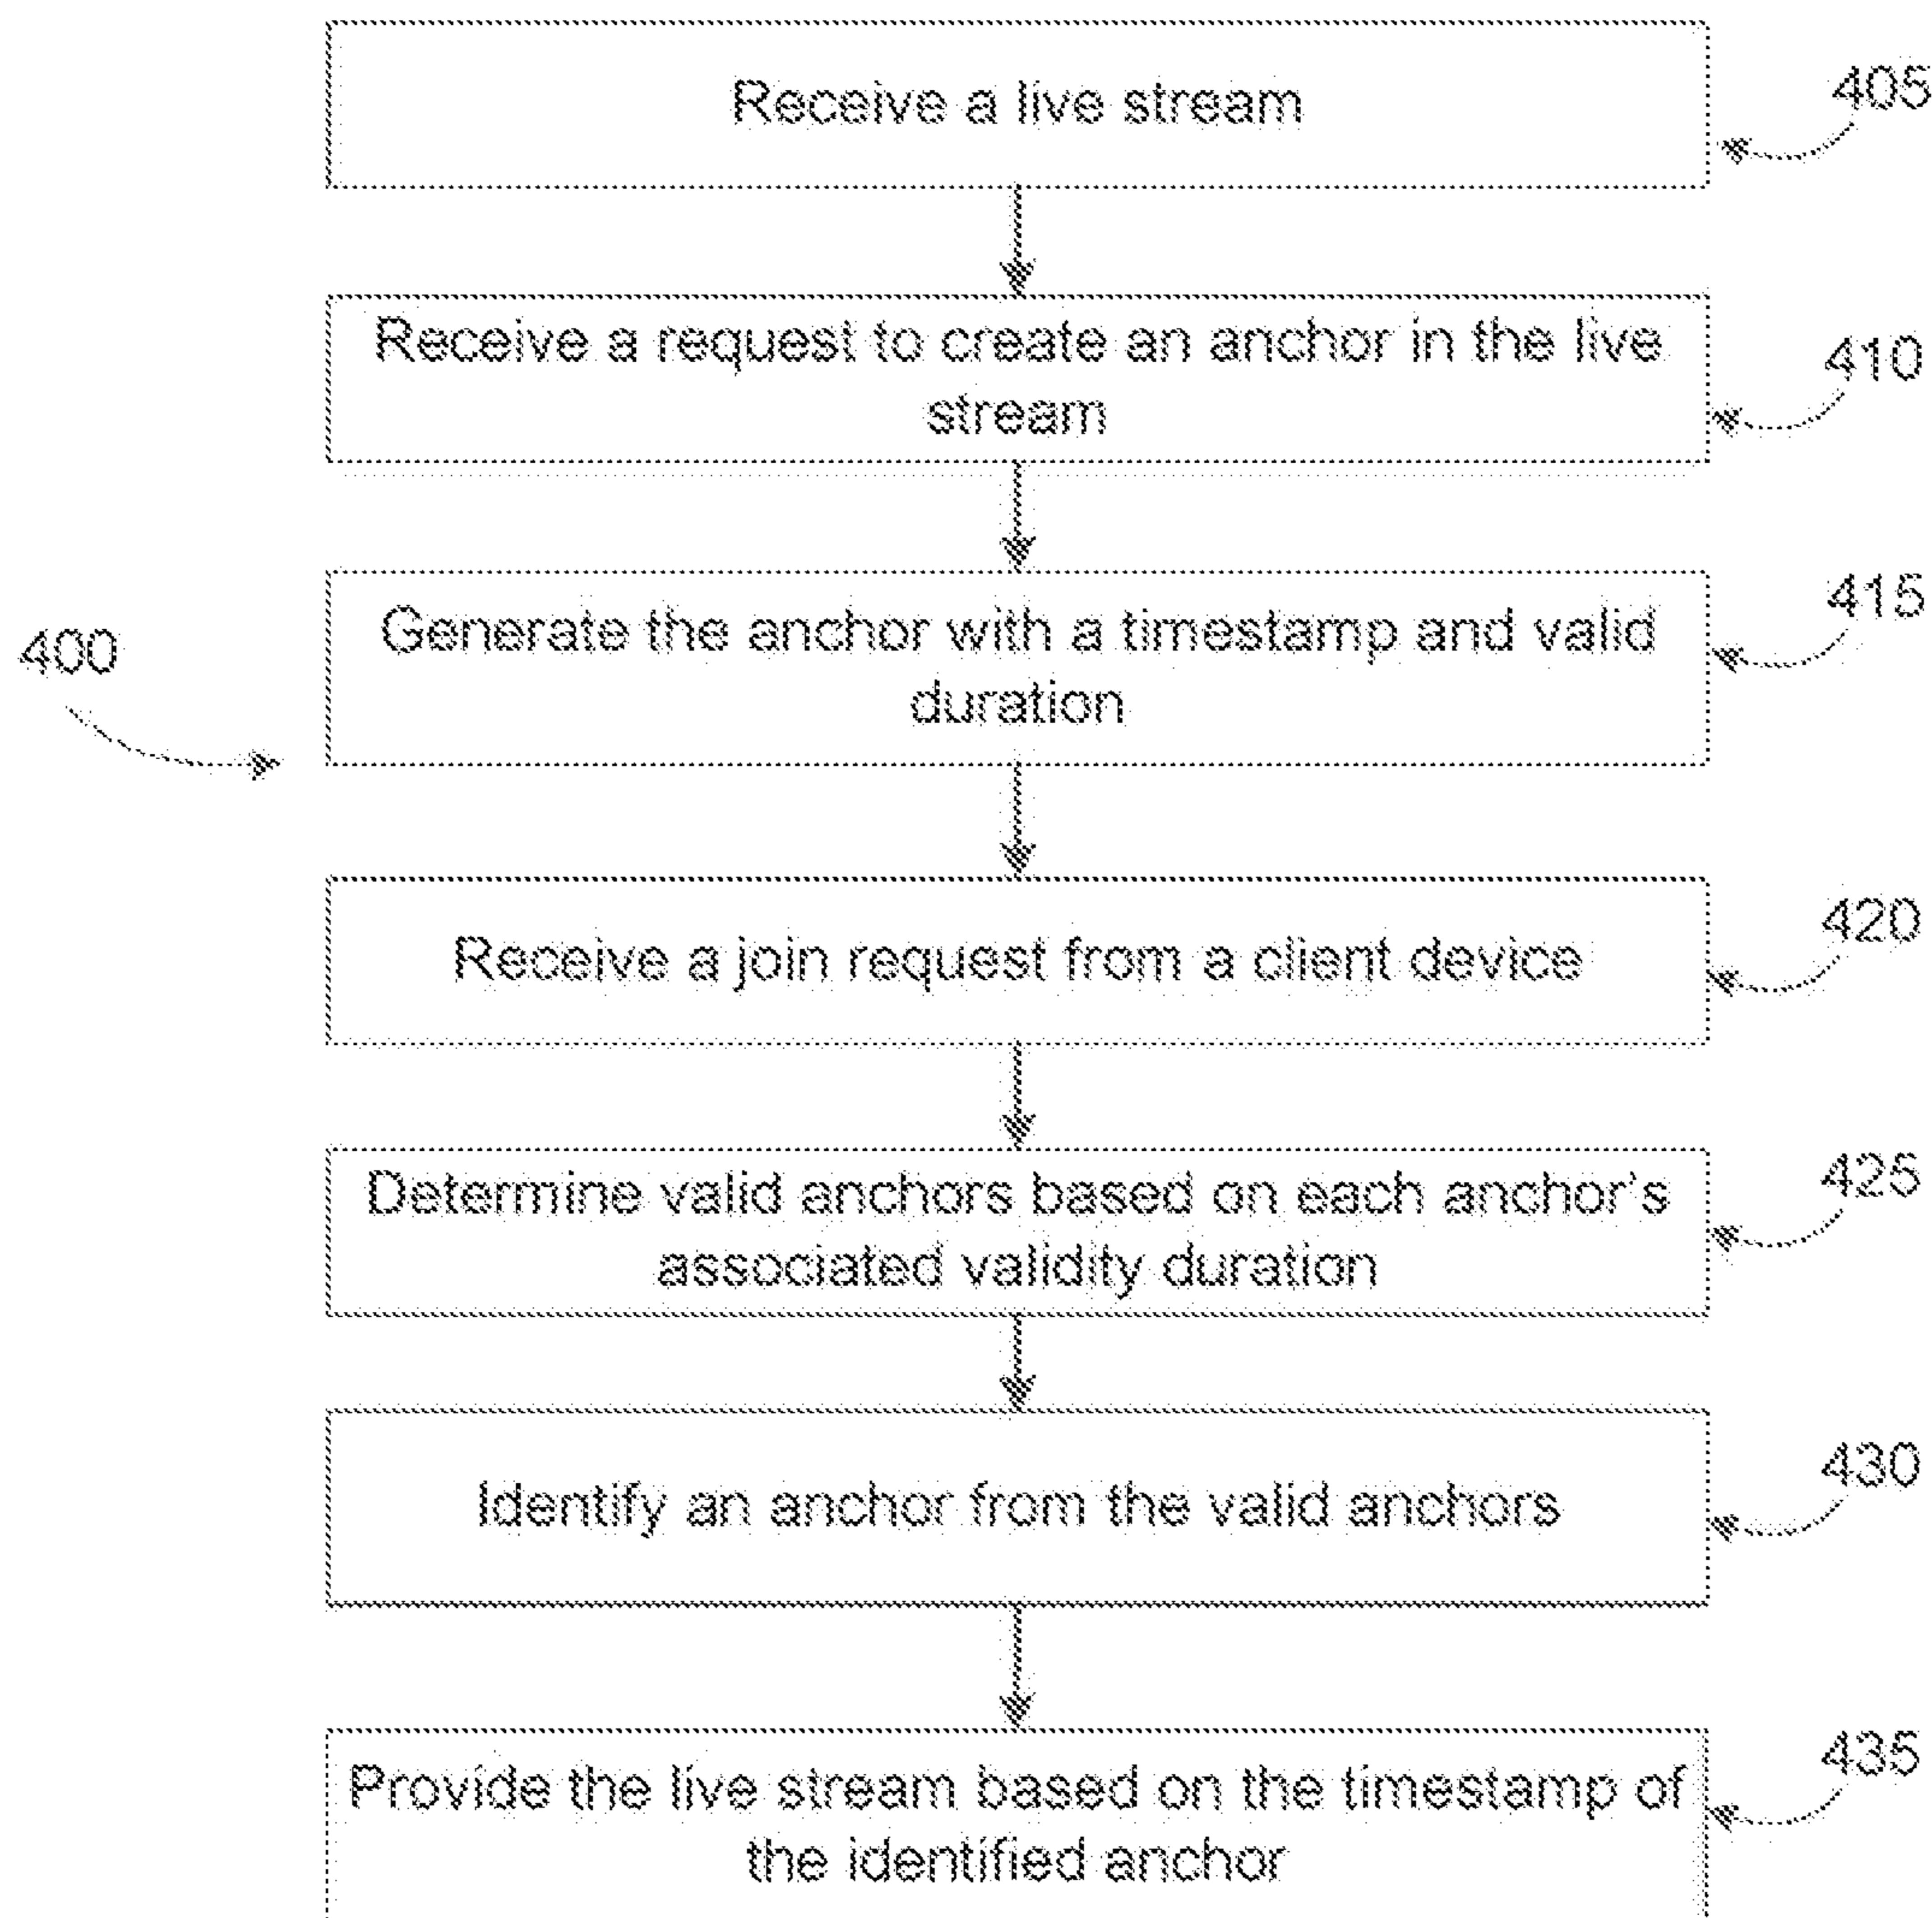 Receive a live stream
405
Receive a request to create an anchor in the live
stream
410
Generate the anchor with a timestamp and valid
duration
415
400
Receive a join request from a client device
420
Determine valid anchors based on each anchor's
associated validity duration
425
Identify an anchor from the valid anchors
430
Provide the live stream based on the timestamp of
the identified anchor
435